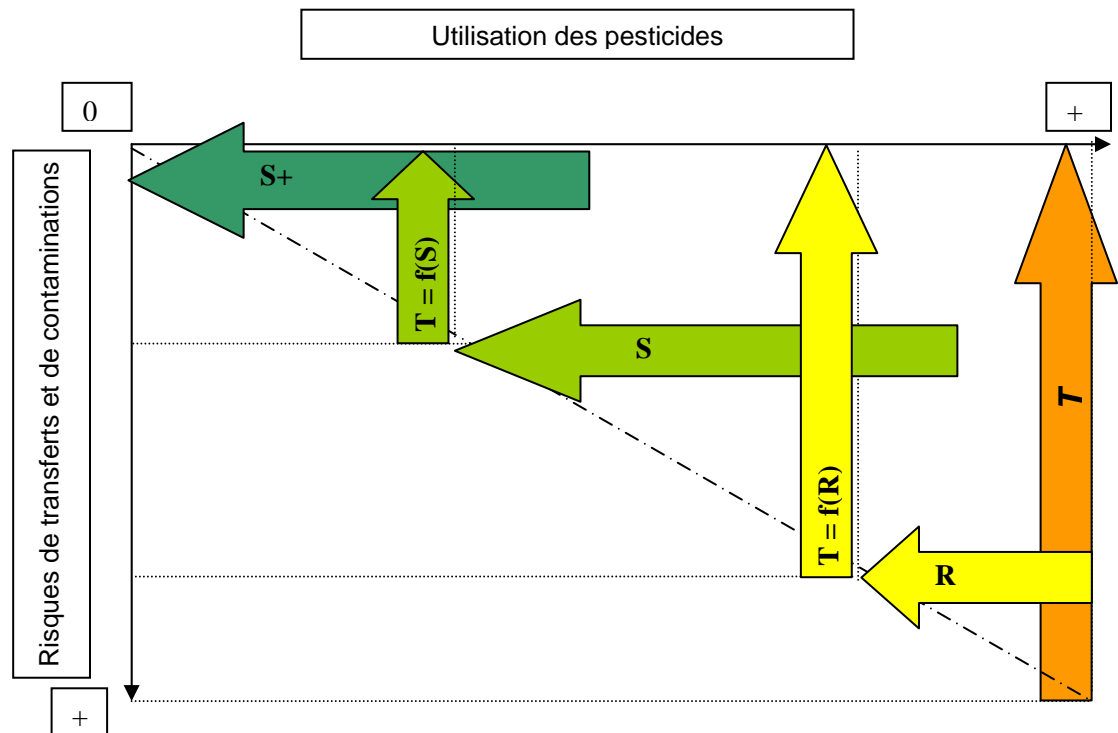 Utilisation des pesticides
0
+
S+
T = f(S)
S
T
T = f(R)
R
Risques de transferts et de contaminations
+